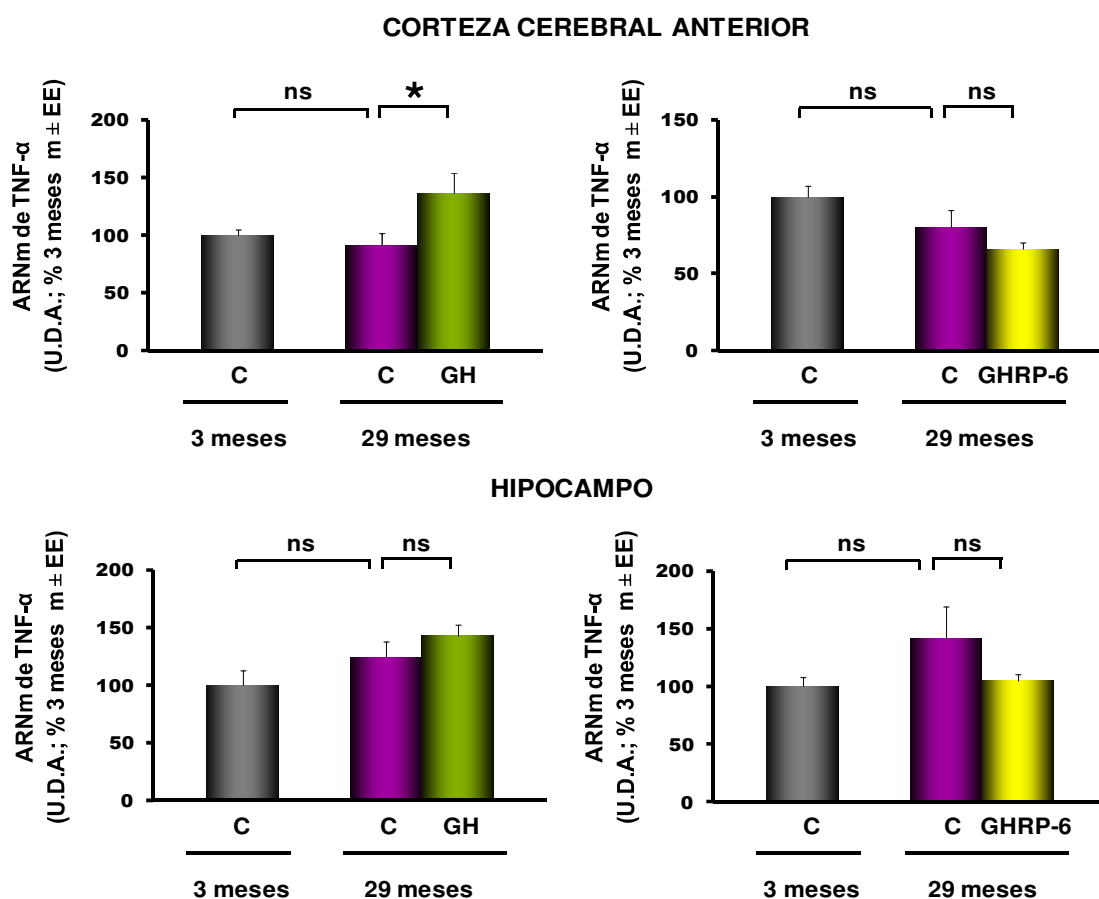 CORTEZA CEREBRAL ANTERIOR
ARNm de TNF-α
(U.D.A.; % 3 meses m ± EE)
ns
*
200
150
100
50
0
C
C
GH
3 meses
29 meses
ARNm de TNF-α
(U.D.A.; % 3 meses m ± EE)
ns
ns
150
100
50
0
C
C
GHRP-6
3 meses
29 meses
HIPOCAMPO
ARNm de TNF-α
(U.D.A.; % 3 meses m ± EE)
ns
ns
200
150
100
50
0
C
C
GH
3 meses
29 meses
ARNm de TNF-α
(U.D.A.; % 3 meses m ± EE)
ns
ns
200
150
100
50
0
C
C
GHRP-6
3 meses
29 meses